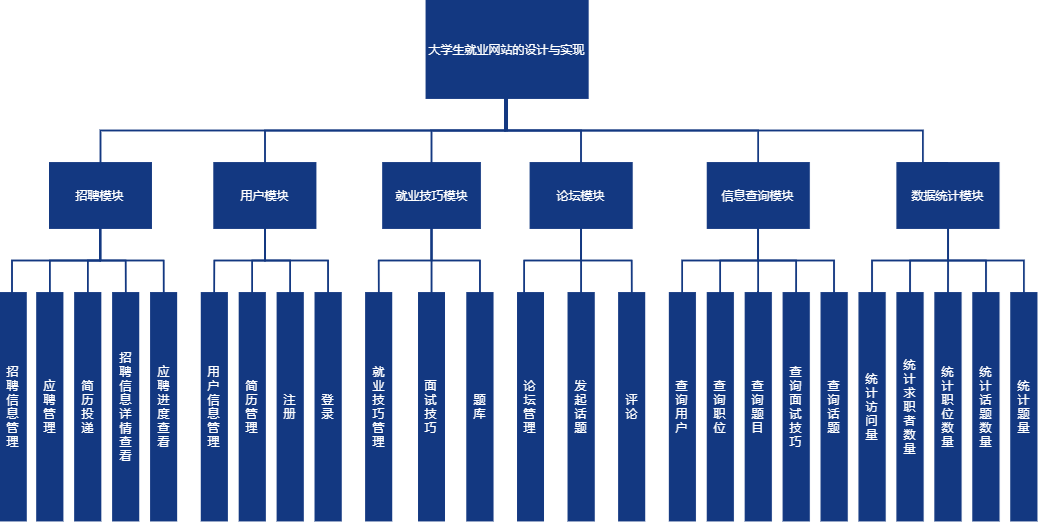 大学生就业网站的设计与实现
招聘模块
用户模块
就业技巧模块
论坛模块
信息查询模块
数据统计模块
招聘信息管理
应聘管理
简历投递
招聘信息详情查看
应聘进度查看
用户信息管理
简历管理
注册
登录
就业技巧管理
面试技巧
题库
论坛管理
发起话题
评论
查询用户
查询职位
查询题目
查询面试技巧
查询话题
统计访问量
统计求职者数量
统计职位数量
统计话题数量
统计题量